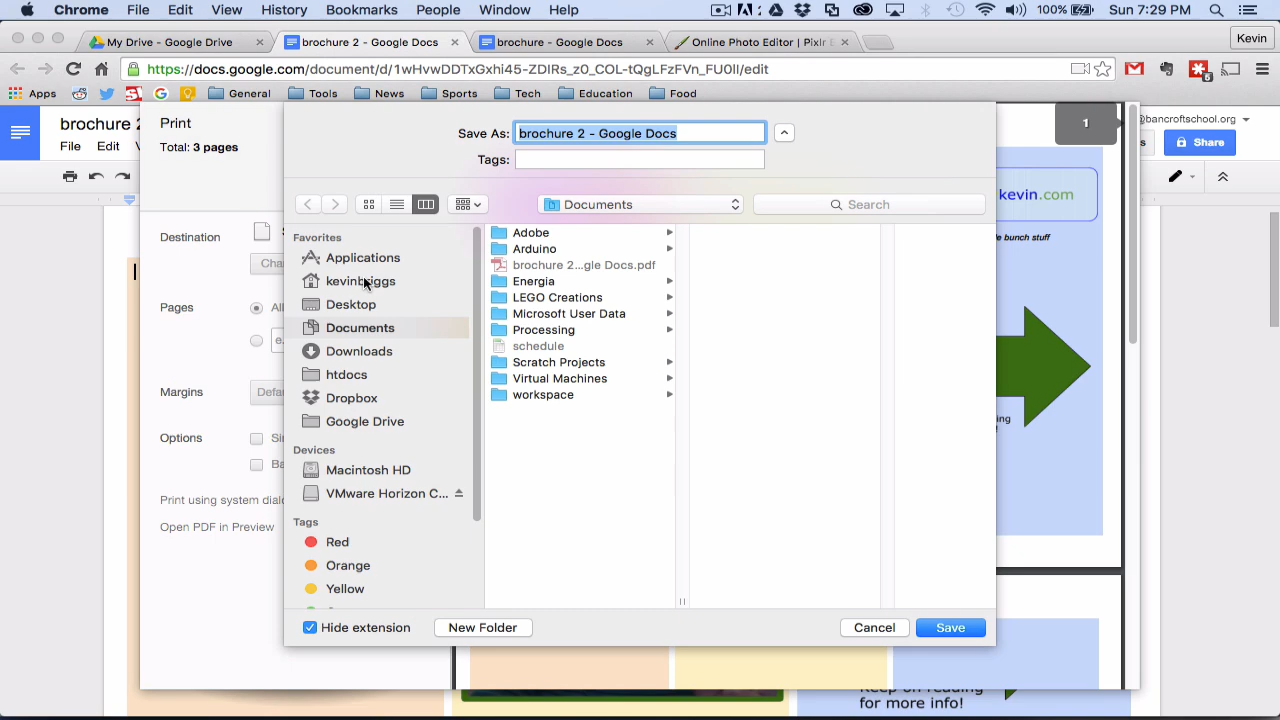 Chrome File Edit View History Bookmarks People Window Help 100% Sun 7:29 PM
My Drive - Google Drive brochure 2 - Google Docs brochure - Google Docs Online Photo Editor | Pixlr E Kevin
https://docs.google.com/document/d/1wHvwDDTxGxhi45-ZDIRs_z0_COL-tQgLFzFVn_FU0lI/edit
Apps General Tools News Sports Tech Education Food
brochure 2
File Edit
@bancroftschool.org
Share
Print
Total: 3 pages
Destination
Pages
Margins
Options
Print using system
Open PDF in Preview
Save As: brochure 2 - Google Docs
Tags:
Documents Search
Favorites
Applications
kevinbriggs
Desktop
Documents
Downloads
htdocs
Dropbox
Google Drive
Devices
Macintosh HD
VMware Horizon C...
Tags
Red
Orange
Yellow
Adobe
Arduino
brochure 2...gle Docs.pdf
Energia
LEGO Creations
Microsoft User Data
Processing
schedule
Scratch Projects
Virtual Machines
workspace
Hide extension New Folder Cancel Save
1
kevin.com
bunch stuff
Keep on reading
for more info!